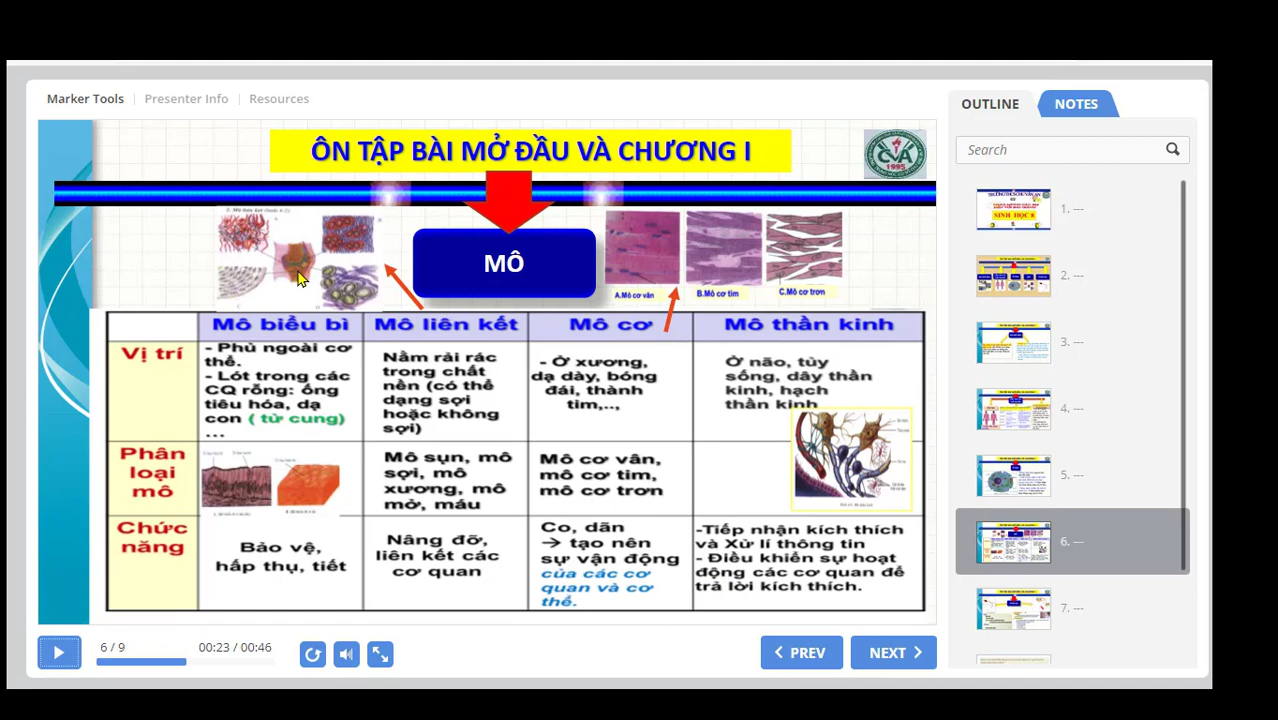 Marker Tools
Presenter Info
Resources
OUTLINE
NOTES
Search
ÔN TẬP BÀI MỞ ĐẦU VÀ CHƯƠNG I
CVA
1995
MÔ
A.Mô cơ vân
B.Mô cơ tim
C.Mô cơ trơn
Mô biểu bì
Mô liên kết
Mô cơ
Mô thần kinh
Vị trí
- Phủ ngoài cơ
thể.
- Lót trong các
CQ rỗng: ống
tiêu hóa, dạ
con ( tử cung)
...
Nằm rải rác
trong chất
nền (có thể
dạng sợi
hoặc không
sợi)
- Ở xương,
dạ dày, bóng
đái, thành
tim,..,
Ở não, tủy
sống, dây thần
kinh, hạch
thần kinh
Phân
loại
mô
Mô sụn, mô
sợi, mô
xương, mô
mỡ, máu
Mô cơ vân,
mô cơ tim,
mô cơ trơn
Chức
năng
Bảo vệ,
hấp thụ, tiết
Nâng đỡ,
liên kết các
cơ quan
Co, dãn
→ tạo nên
sự vận động
của các cơ
quan và cơ
thể.
-Tiếp nhận kích thích
và Xử lí thông tin
- Điều khiển sự hoạt
động các cơ quan để
trả lời kích thích.
1. ---
2. ---
3. ---
4. ---
5. ---
6. ---
7. ---
SINH HỌC 8
6 / 9
00:23 / 00:46
PREV
NEXT